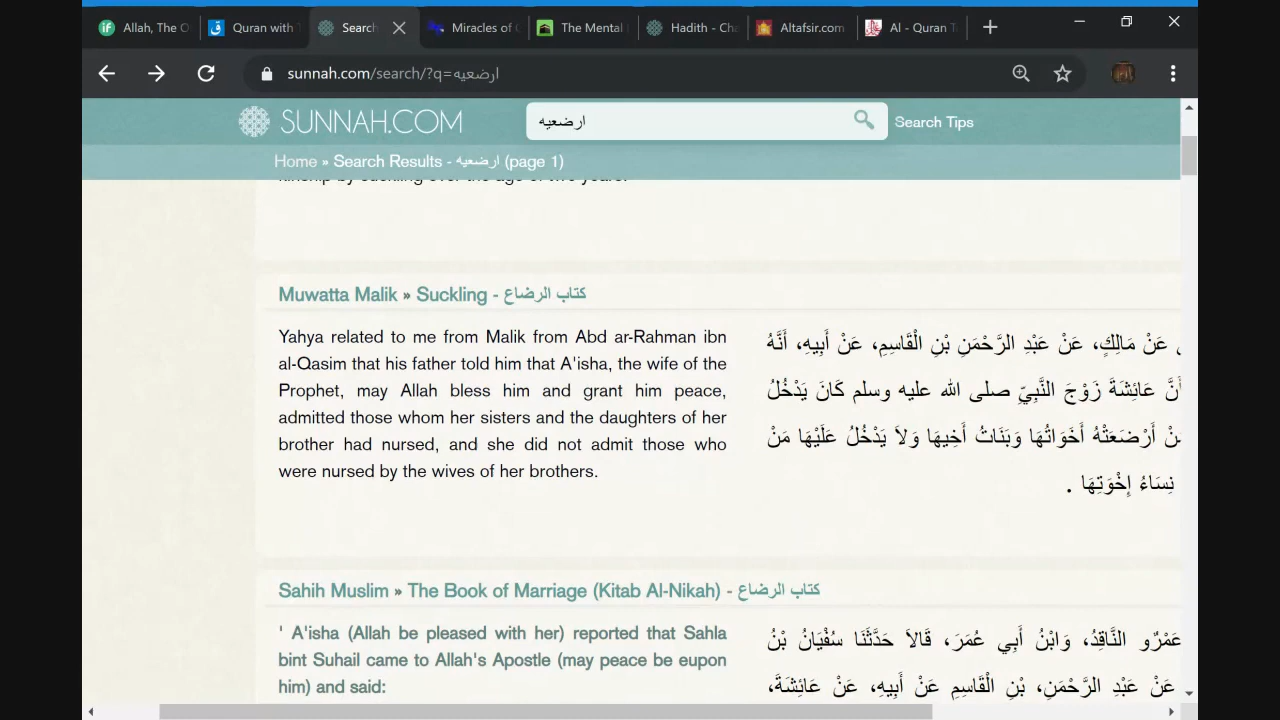 Allah, The O
Quran with T
Search
Miracles of
The Mental
Hadith - Cha
Altafsir.com
Al - Quran T
sunnah.com/search/?q=ارضعيه
SUNNAH.COM
ارضعيه
Search Tips
Home » Search Results - ارضعيه (page 1)
Muwatta Malik » Suckling - كتاب الرضاع
Yahya related to me from Malik from Abd ar-Rahman ibn
al-Qasim that his father told him that A'isha, the wife of the
Prophet, may Allah bless him and grant him peace,
admitted those whom her sisters and the daughters of her
brother had nursed, and she did not admit those who
were nursed by the wives of her brothers.
عَنْ مَالِكٍ، عَنْ عَبْدِ الرَّحْمَنِ بْنِ الْقَاسِمِ، عَنْ أَبِيهِ، أَنَّهُ
أَنَّ عَائِشَةَ زَوْجَ النَّبِيِّ صلى الله عليه وسلم كَانَ يَدْخُلُ
أَرْضَعَتْهُ أَخَوَاتُهَا وَبَنَاتُ أَخِيهَا وَلاَ يَدْخُلُ عَلَيْهَا مَنْ
نِسَاءُ إِخْوَتِهَا .
Sahih Muslim » The Book of Marriage (Kitab Al-Nikah) - كتاب الرضاع
' A'isha (Allah be pleased with her) reported that Sahla
bint Suhail came to Allah's Apostle (may peace be eupon
him) and said:
عَمْرٌو النَّاقِدُ، وَابْنُ أَبِي عُمَرَ، قَالاَ حَدَّثَنَا سُفْيَانُ بْنُ
عَنْ عَبْدِ الرَّحْمَنِ، بْنِ الْقَاسِمِ عَنْ أَبِيهِ، عَنْ عَائِشَةَ،